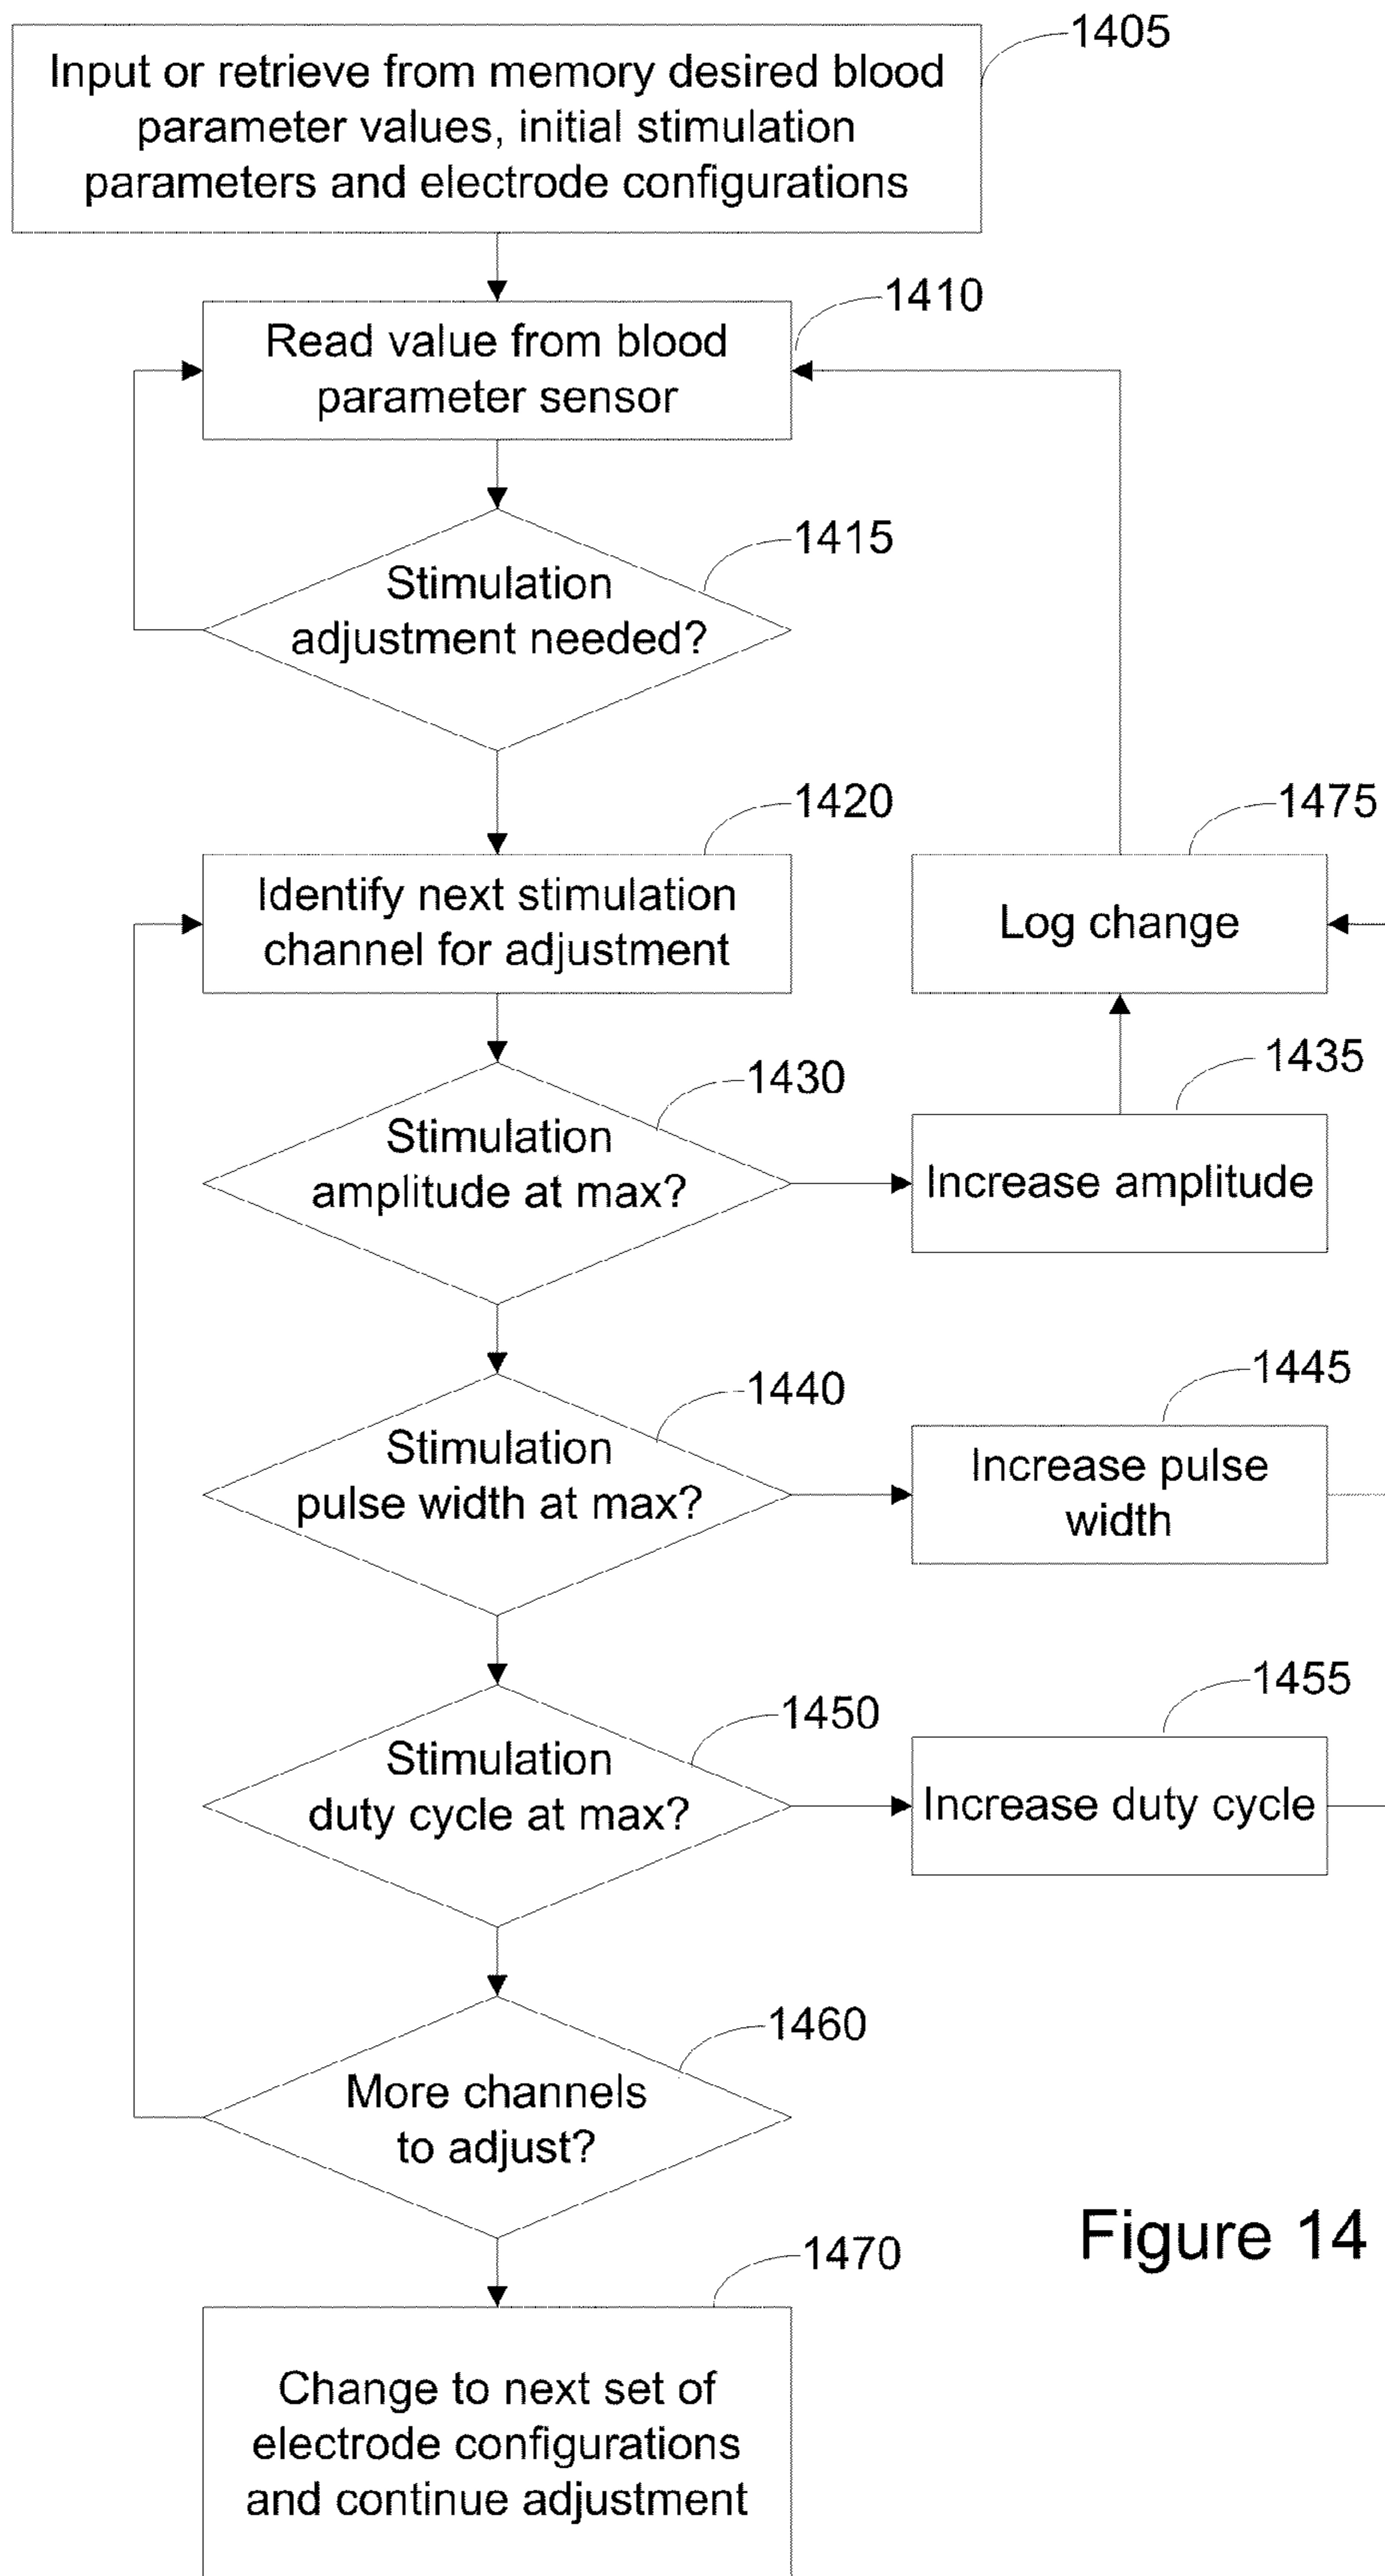 1405
Input or retrieve from memory desired blood
parameter values, initial stimulation
parameters and electrode configurations
1410
Read value from blood
parameter sensor
1415
Stimulation
adjustment needed?
1420
Identify next stimulation
channel for adjustment
1475
Log change
1430
Stimulation
amplitude at max?
1435
Increase amplitude
1440
Stimulation
pulse width at max?
1445
Increase pulse
width
1450
Stimulation
duty cycle at max?
1455
Increase duty cycle
1460
More channels
to adjust?
Figure 14
1470
Change to next set of
electrode configurations
and continue adjustment